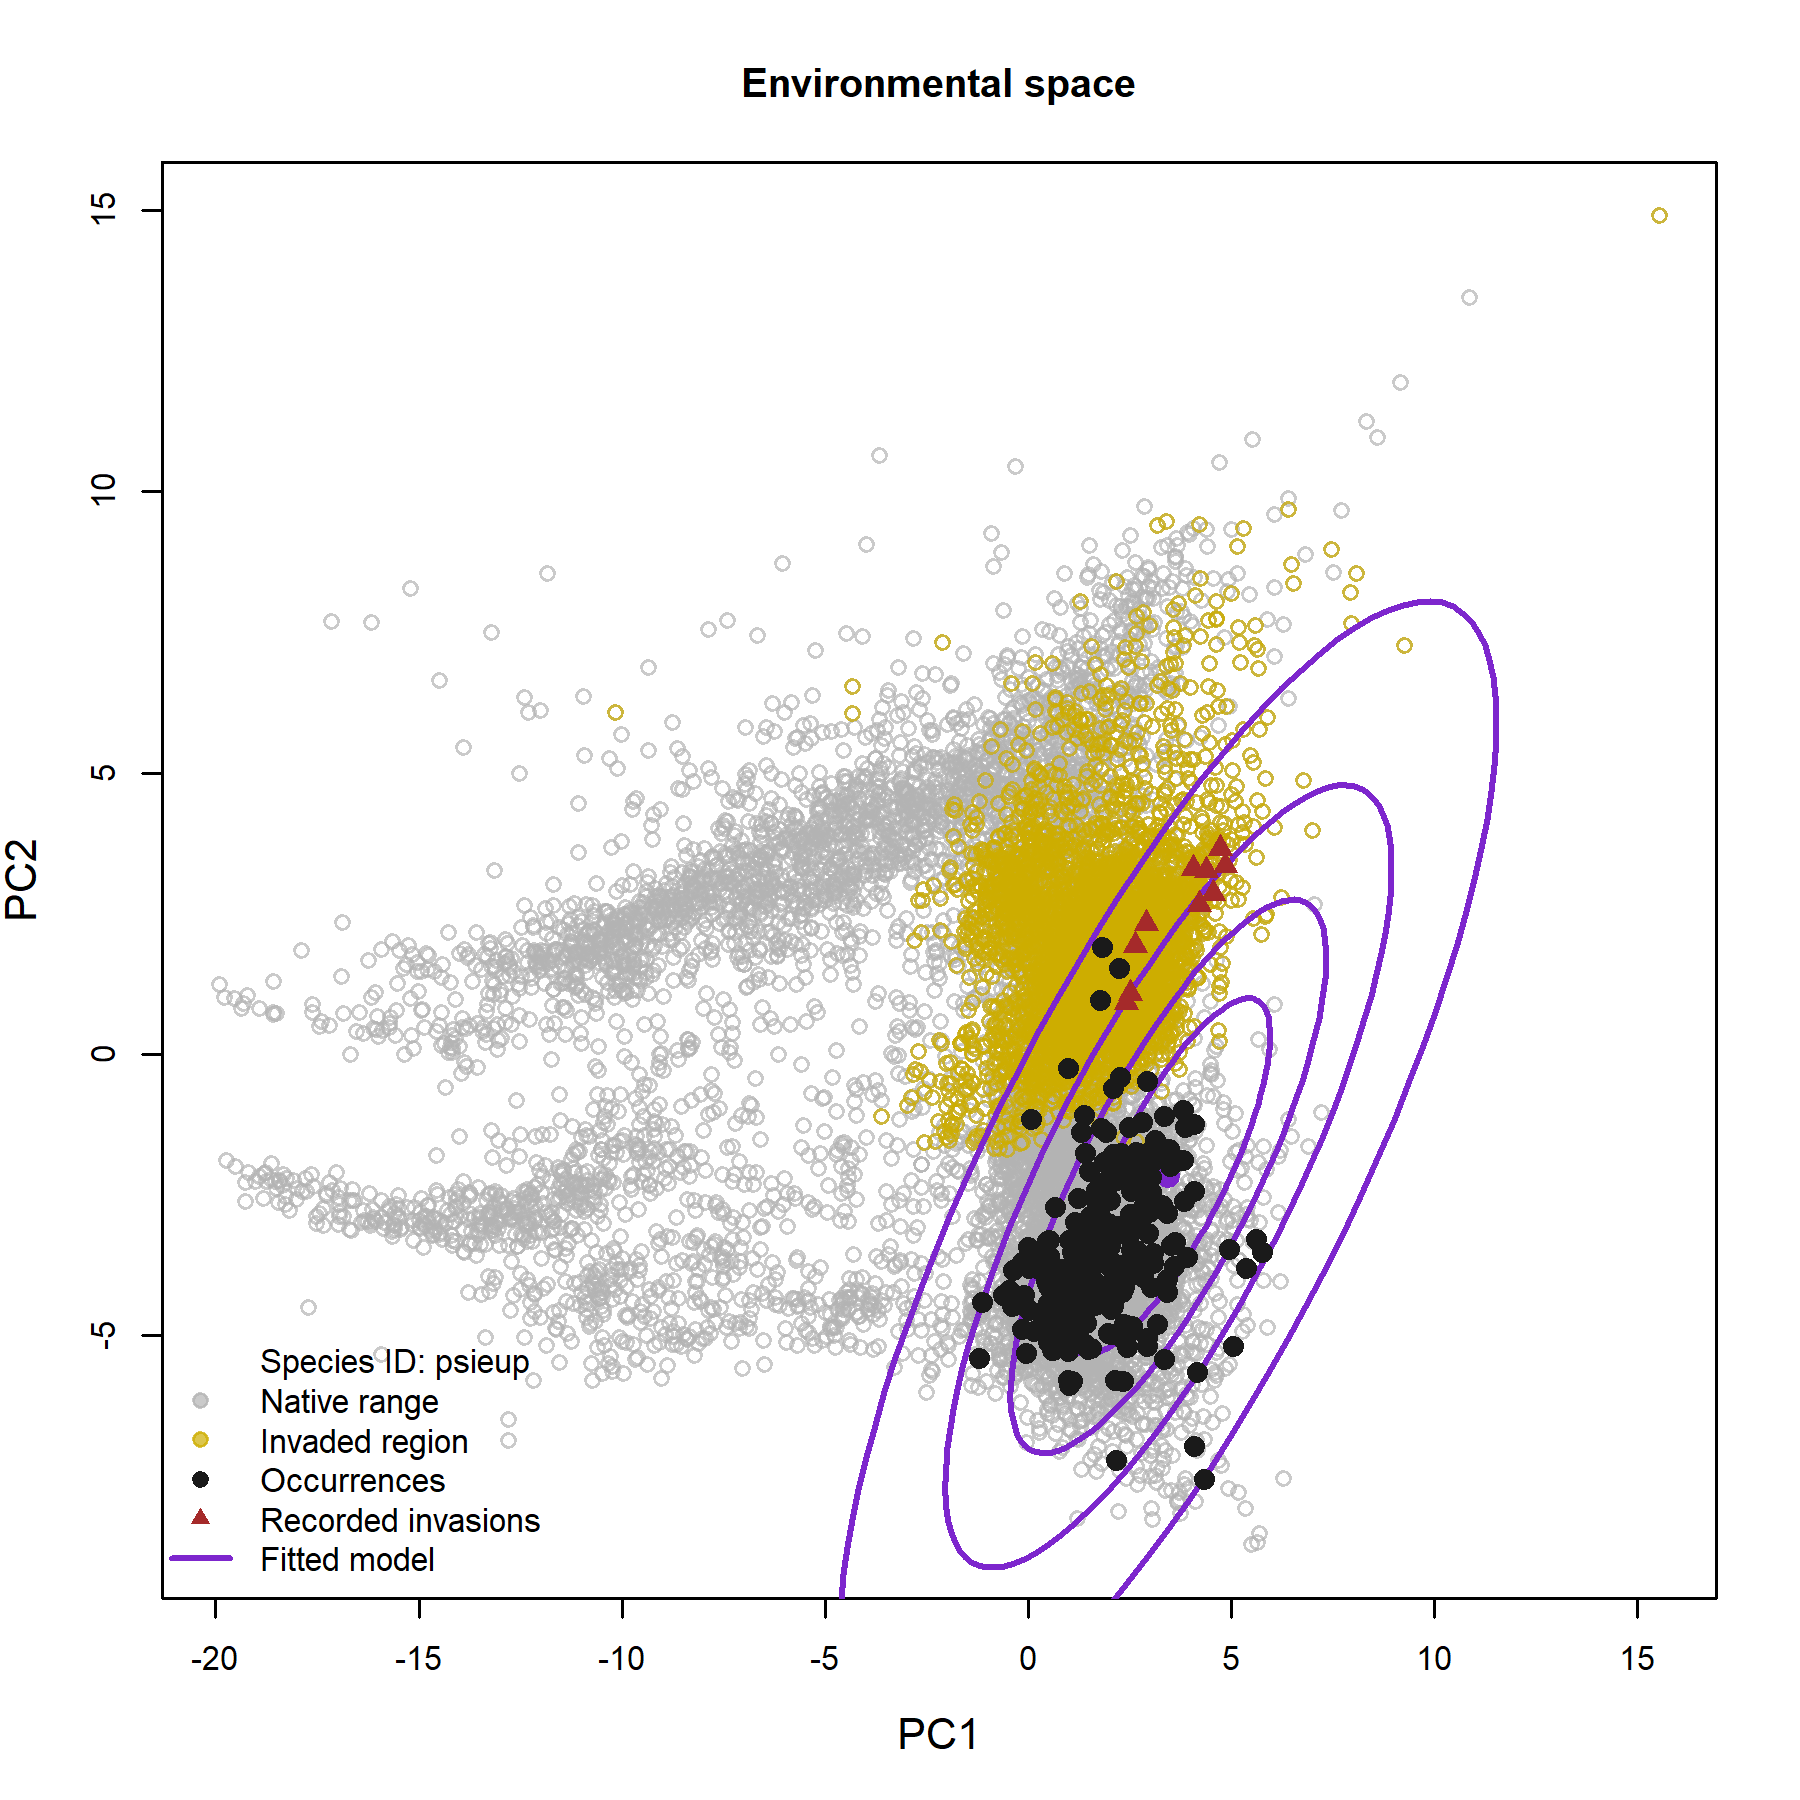 Environmental space
15
10
5
0
-5
PC2
Species ID: psieup
Native range
Invaded region
Occurrences
Recorded invasions
Fitted model
-20 -15 -10 -5 0 5 10 15
PC1